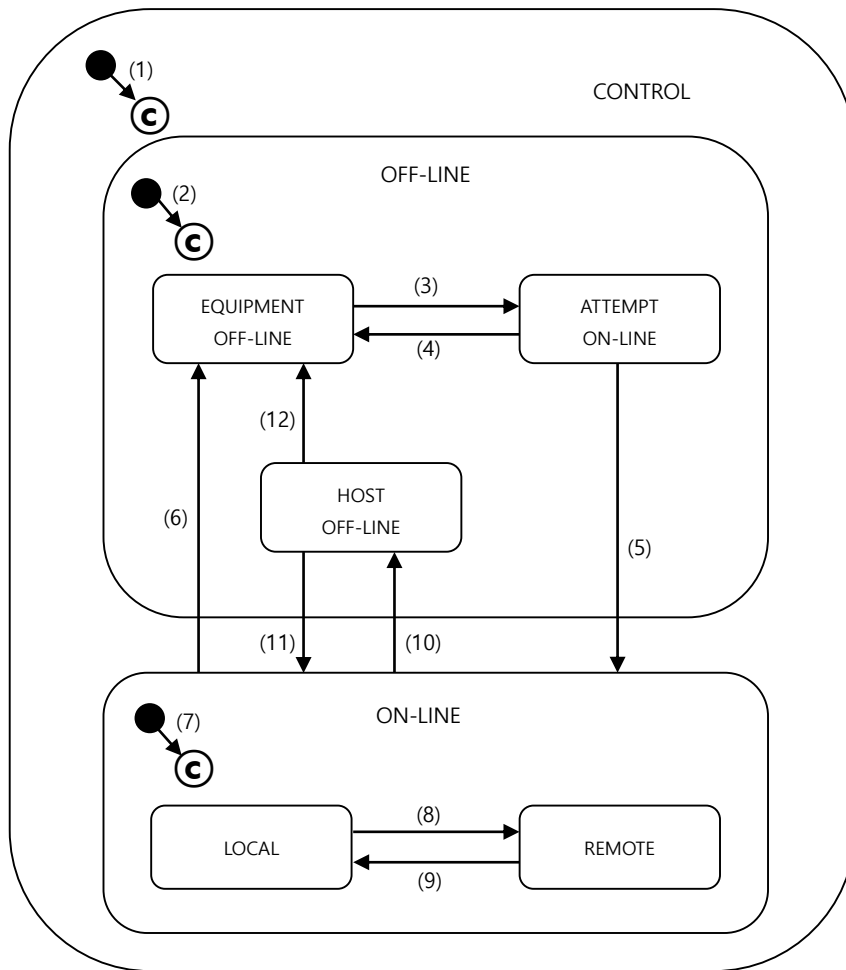 (1)
C
CONTROL
OFF-LINE
(2)
C
EQUIPMENT
OFF-LINE
(3)
(4)
ATTEMPT
ON-LINE
(12)
HOST
OFF-LINE
(6)
(5)
(11)
(10)
ON-LINE
(7)
C
LOCAL
(8)
(9)
REMOTE